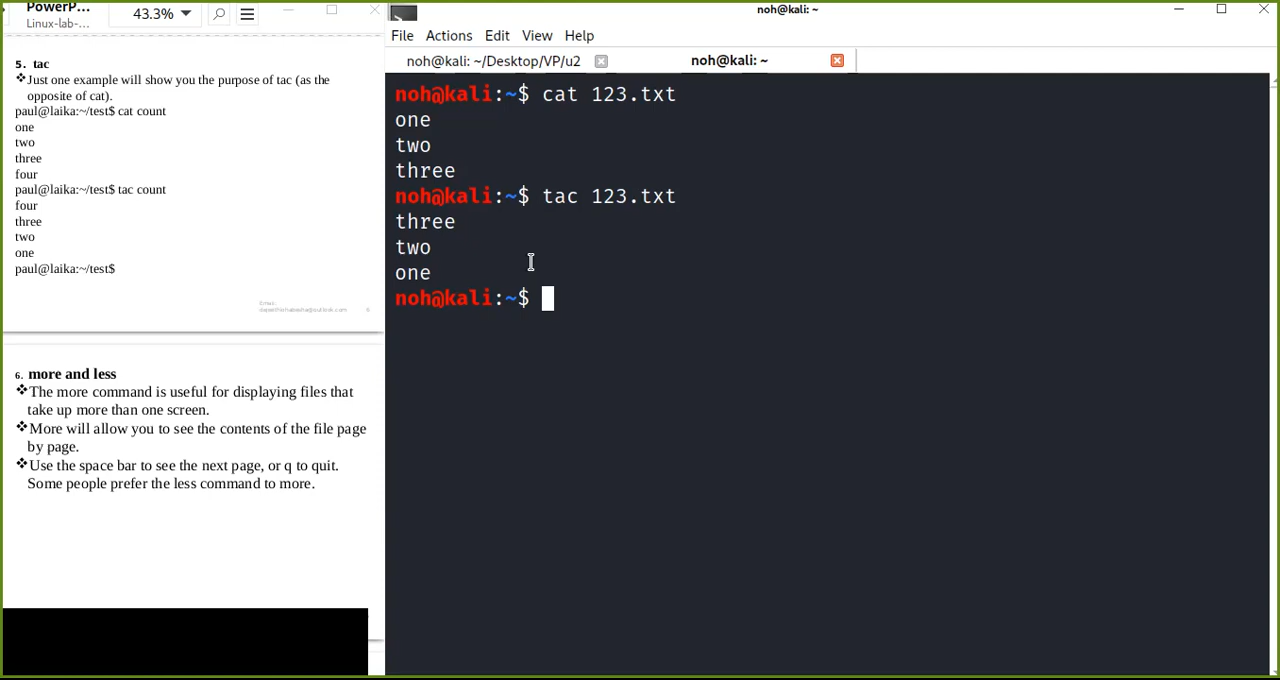 PowerP...
Linux-lab-...
43.3%
5. tac
❖Just one example will show you the purpose of tac (as the
opposite of cat).
paul@laika:~/test$ cat count
one
two
three
four
paul@laika:~/test$ tac count
four
three
two
one
paul@laika:~/test$
6
6. more and less
❖The more command is useful for displaying files that
take up more than one screen.
❖More will allow you to see the contents of the file page
by page.
❖Use the space bar to see the next page, or q to quit.
Some people prefer the less command to more.
noh@kali: ~
File Actions Edit View Help
noh@kali: ~/Desktop/VP/u2
noh@kali: ~
noh@kali:~$ cat 123.txt
one
two
three
noh@kali:~$ tac 123.txt
three
two
one
noh@kali:~$